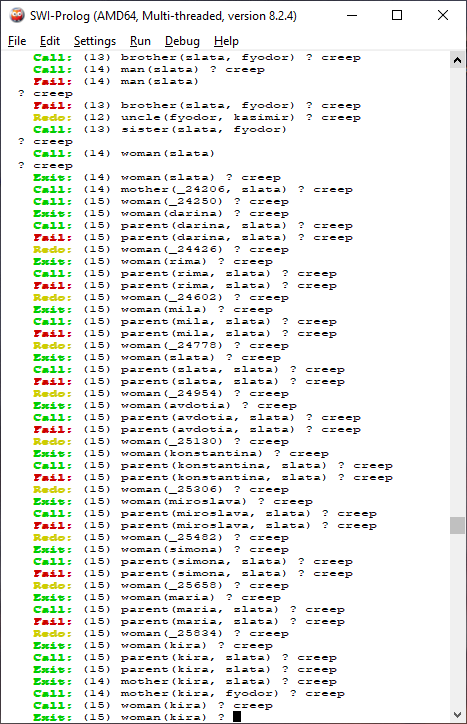 SWI-Prolog (AMD64, Multi-threaded, version 8.2.4)
File Edit Settings Run Debug Help
Call: (13) brother(zlata, fyodor) ? creep
Call: (14) man(zlata) ? creep
Fail: (14) man(zlata)
? creep
Fail: (13) brother(zlata, fyodor) ? creep
Redo: (12) uncle(fyodor, kazimir) ? creep
Call: (13) sister(zlata, fyodor)
? creep
Call: (14) woman(zlata)
? creep
Exit: (14) woman(zlata) ? creep
Call: (14) mother(_24206, zlata) ? creep
Call: (15) woman(_24250) ? creep
Exit: (15) woman(darina) ? creep
Call: (15) parent(darina, zlata) ? creep
Fail: (15) parent(darina, zlata) ? creep
Redo: (15) woman(_24426) ? creep
Exit: (15) woman(rima) ? creep
Call: (15) parent(rima, zlata) ? creep
Fail: (15) parent(rima, zlata) ? creep
Redo: (15) woman(_24602) ? creep
Exit: (15) woman(mila) ? creep
Call: (15) parent(mila, zlata) ? creep
Fail: (15) parent(mila, zlata) ? creep
Redo: (15) woman(_24778) ? creep
Exit: (15) woman(zlata) ? creep
Call: (15) parent(zlata, zlata) ? creep
Fail: (15) parent(zlata, zlata) ? creep
Redo: (15) woman(_24954) ? creep
Exit: (15) woman(avdotia) ? creep
Call: (15) parent(avdotia, zlata) ? creep
Fail: (15) parent(avdotia, zlata) ? creep
Redo: (15) woman(_25130) ? creep
Exit: (15) woman(konstantina) ? creep
Call: (15) parent(konstantina, zlata) ? creep
Fail: (15) parent(konstantina, zlata) ? creep
Redo: (15) woman(_25306) ? creep
Exit: (15) woman(miroslava) ? creep
Call: (15) parent(miroslava, zlata) ? creep
Fail: (15) parent(miroslava, zlata) ? creep
Redo: (15) woman(_25482) ? creep
Exit: (15) woman(simona) ? creep
Call: (15) parent(simona, zlata) ? creep
Fail: (15) parent(simona, zlata) ? creep
Redo: (15) woman(_25658) ? creep
Exit: (15) woman(maria) ? creep
Call: (15) parent(maria, zlata) ? creep
Fail: (15) parent(maria, zlata) ? creep
Redo: (15) woman(_25834) ? creep
Exit: (15) woman(kira) ? creep
Call: (15) parent(kira, zlata) ? creep
Exit: (15) parent(kira, zlata) ? creep
Exit: (14) mother(kira, zlata) ? creep
Call: (14) mother(kira, fyodor) ? creep
Call: (15) woman(kira) ? creep
Exit: (15) woman(kira) ?